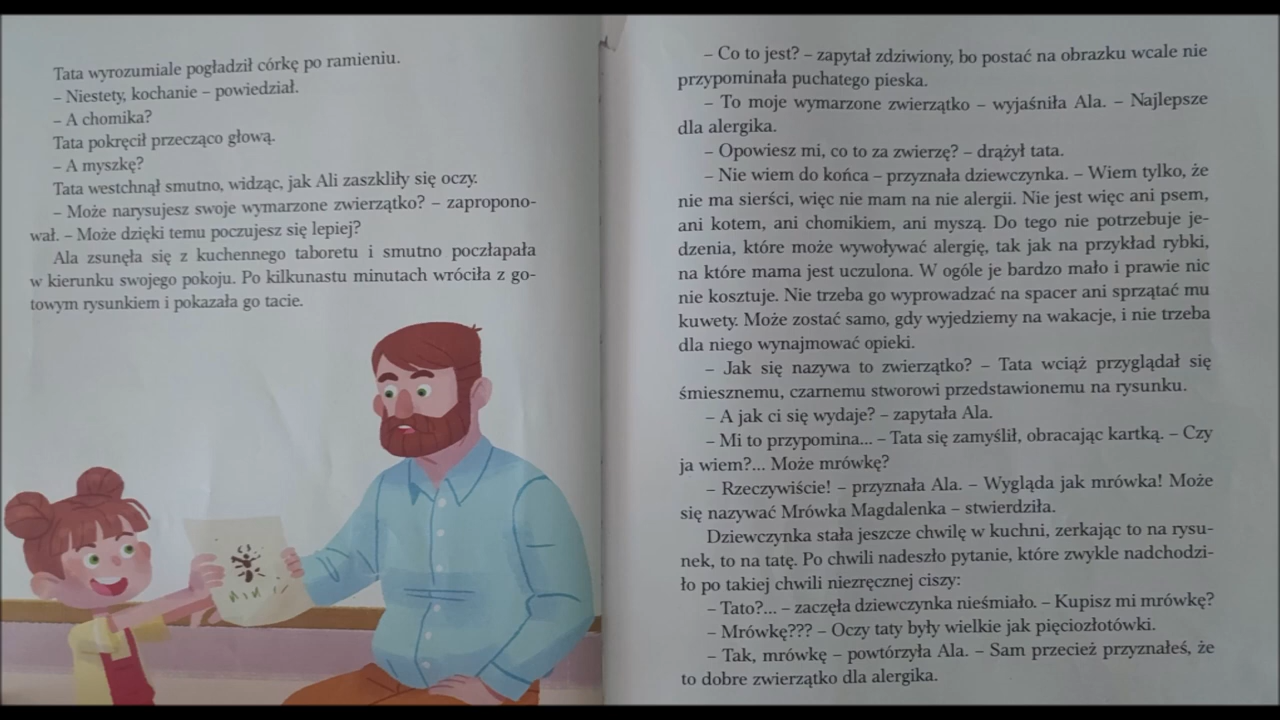 Tata wyrozumiale pogładził córkę po ramieniu.
– Niestety, kochanie – powiedział.
– A chomika?
Tata pokręcił przecząco głową.
– A myszkę?
Tata westchnął smutno, widząc, jak Ali zaszkliły się oczy.
– Może narysujesz swoje wymarzone zwierzątko? – zapropono-
wał. – Może dzięki temu poczujesz się lepiej?
Ala zsunęła się z kuchennego taboretu i smutno poczłapała
w kierunku swojego pokoju. Po kilkunastu minutach wróciła z go-
towym rysunkiem i pokazała go tacie.
– Co to jest? – zapytał zdziwiony, bo postać na obrazku wcale nie
przypominała puchatego pieska.
– To moje wymarzone zwierzątko – wyjaśniła Ala. – Najlepsze
dla alergika.
– Opowiesz mi, co to za zwierzę? – drążył tata.
– Nie wiem do końca – przyznała dziewczynka. – Wiem tylko, że
nie ma sierści, więc nie mam na nie alergii. Nie jest więc ani psem,
ani kotem, ani chomikiem, ani myszą. Do tego nie potrzebuje je-
dzenia, które może wywoływać alergię, tak jak na przykład rybki,
na które mama jest uczulona. W ogóle je bardzo mało i prawie nic
nie kosztuje. Nie trzeba go wyprowadzać na spacer ani sprzątać mu
kuwety. Może zostać samo, gdy wyjedziemy na wakacje, i nie trzeba
dla niego wynajmować opieki.
– Jak się nazywa to zwierzątko? – Tata wciąż przyglądał się
śmiesznemu, czarnemu stworowi przedstawionemu na rysunku.
– A jak ci się wydaje? – zapytała Ala.
– Mi to przypomina... – Tata się zamyślił, obracając kartką. – Czy
ja wiem?... Może mrówkę?
– Rzeczywiście! – przyznała Ala. – Wygląda jak mrówka! Może
się nazywać Mrówka Magdalenka – stwierdziła.
Dziewczynka stała jeszcze chwilę w kuchni, zerkając to na rysu-
nek, to na tatę. Po chwili nadeszło pytanie, które zwykle nadchodzi-
ło po takiej chwili niezręcznej ciszy:
– Tato?... – zaczęła dziewczynka nieśmiało. – Kupisz mi mrówkę?
– Mrówkę??? – Oczy taty były wielkie jak pięciozłotówki.
– Tak, mrówkę – powtórzyła Ala. – Sam przecież przyznałeś, że
to dobre zwierzątko dla alergika.